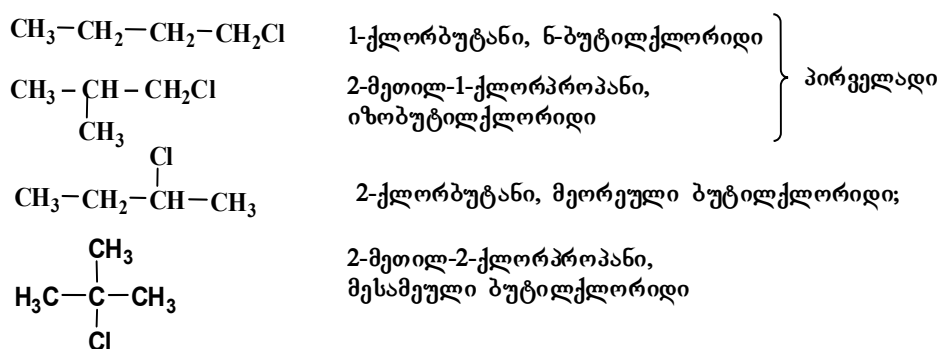 CH₃–CH₂–CH₂–CH₂Cl 1-ქლორბუტანი, ნ-ბუტილქლორიდი
CH₃–CH–CH₂Cl 2-მეთილ-1-ქლორპროპანი,
CH₃ იზობუტილქლორიდი
პირველადი
Cl
CH₃–CH₂–CH–CH₃ 2-ქლორბუტანი, მეორეული ბუტილქლორიდი;
CH₃ 2-მეთილ-2-ქლორპროპანი,
H₃C–C–CH₃ მესამეული ბუტილქლორიდი
Cl